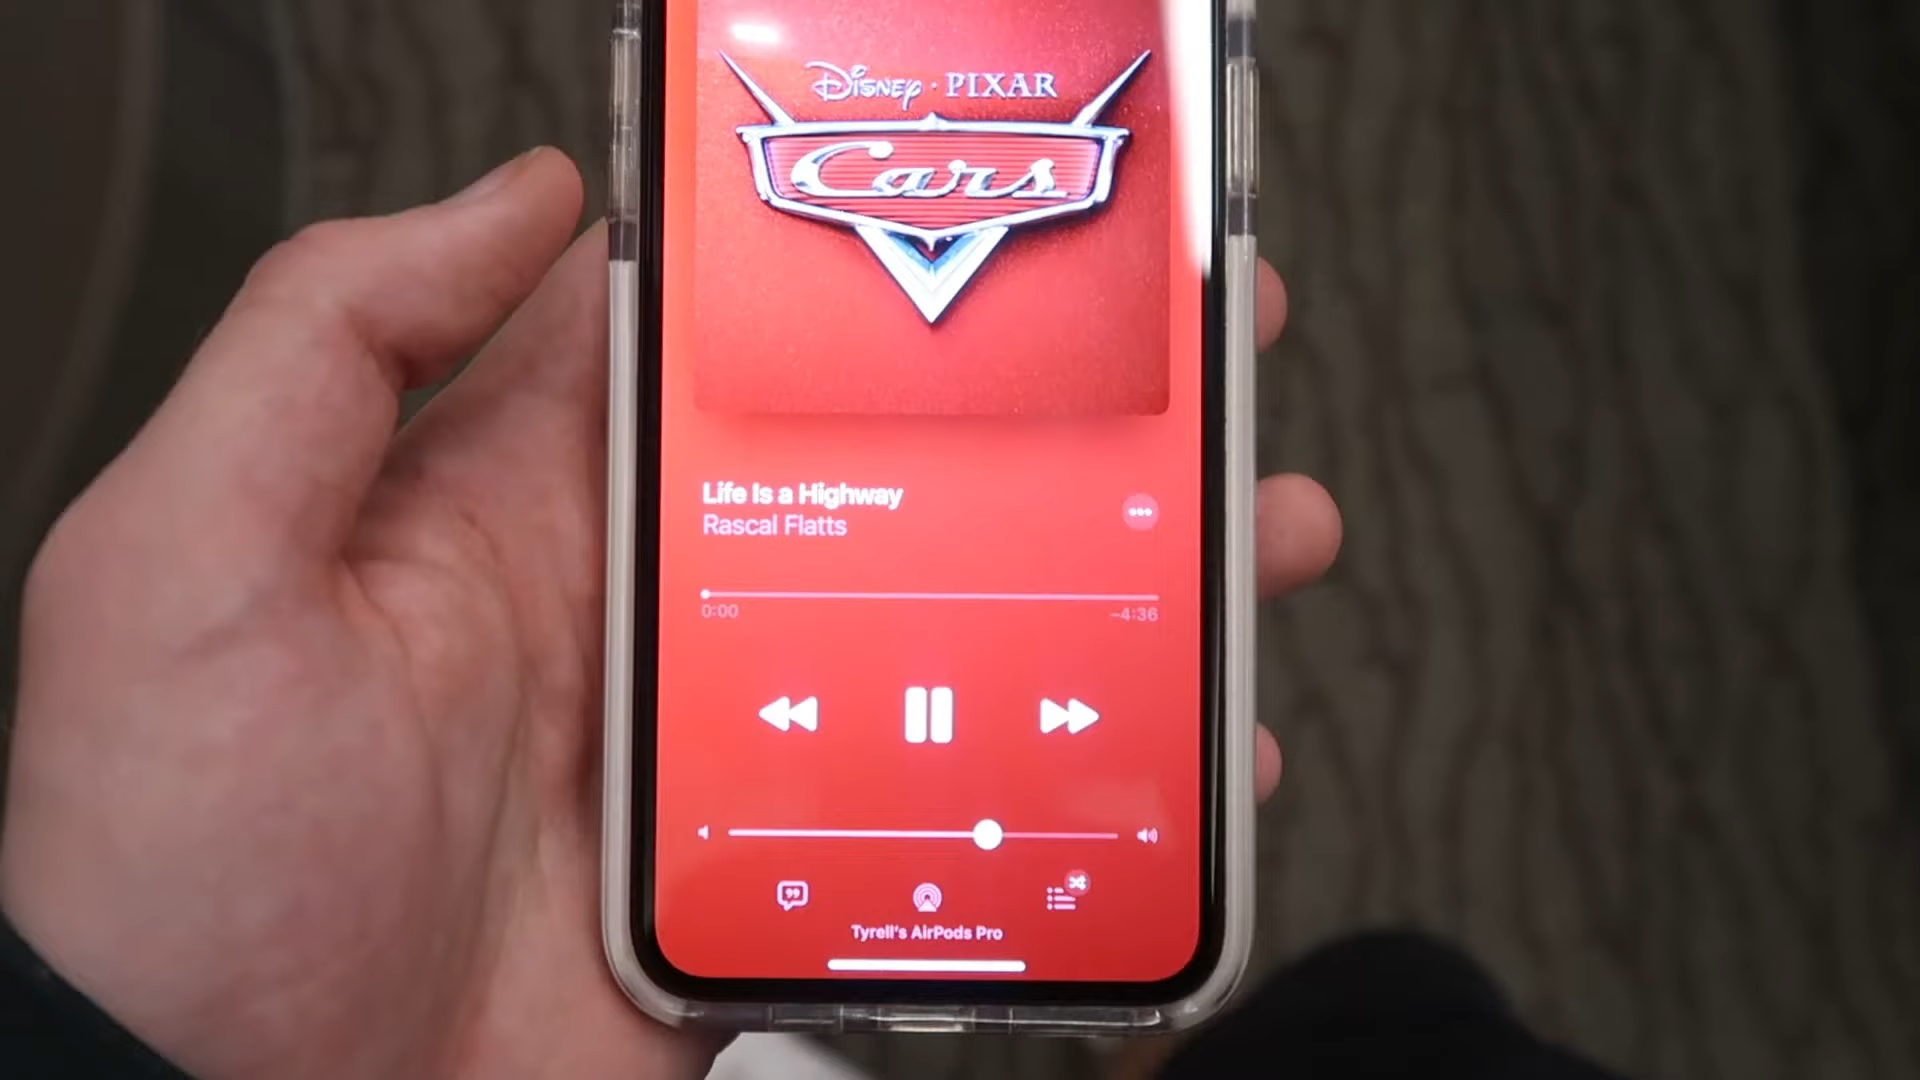 Disney · PIXAR
Cars
Life Is a Highway
Rascal Flatts
0:00
-4:36
Tyrell's AirPods Pro